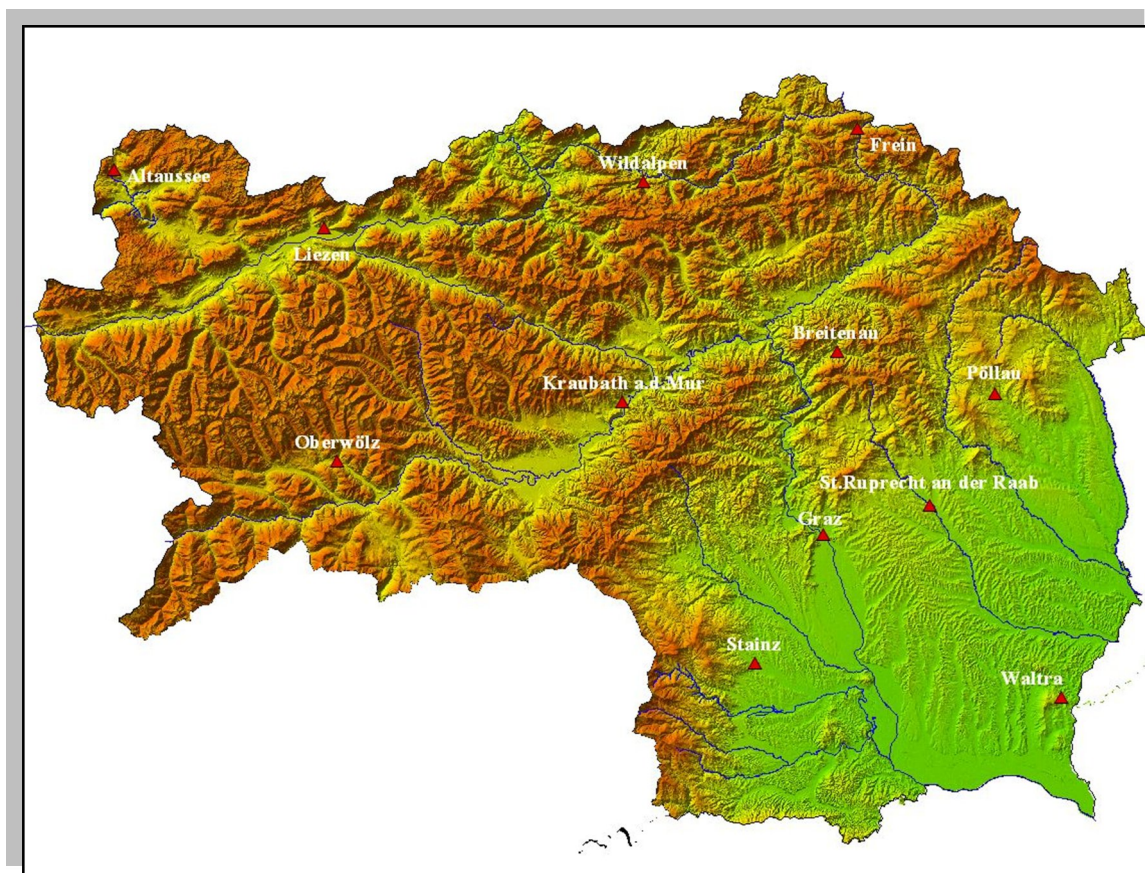 Frein
Wildalpen
Altaussee
Liezen
Breitenau
Pöllau
Kraubath a.d.Mur
Oberwölz
St.Ruprecht an der Raab
Graz
Stainz
Waltra